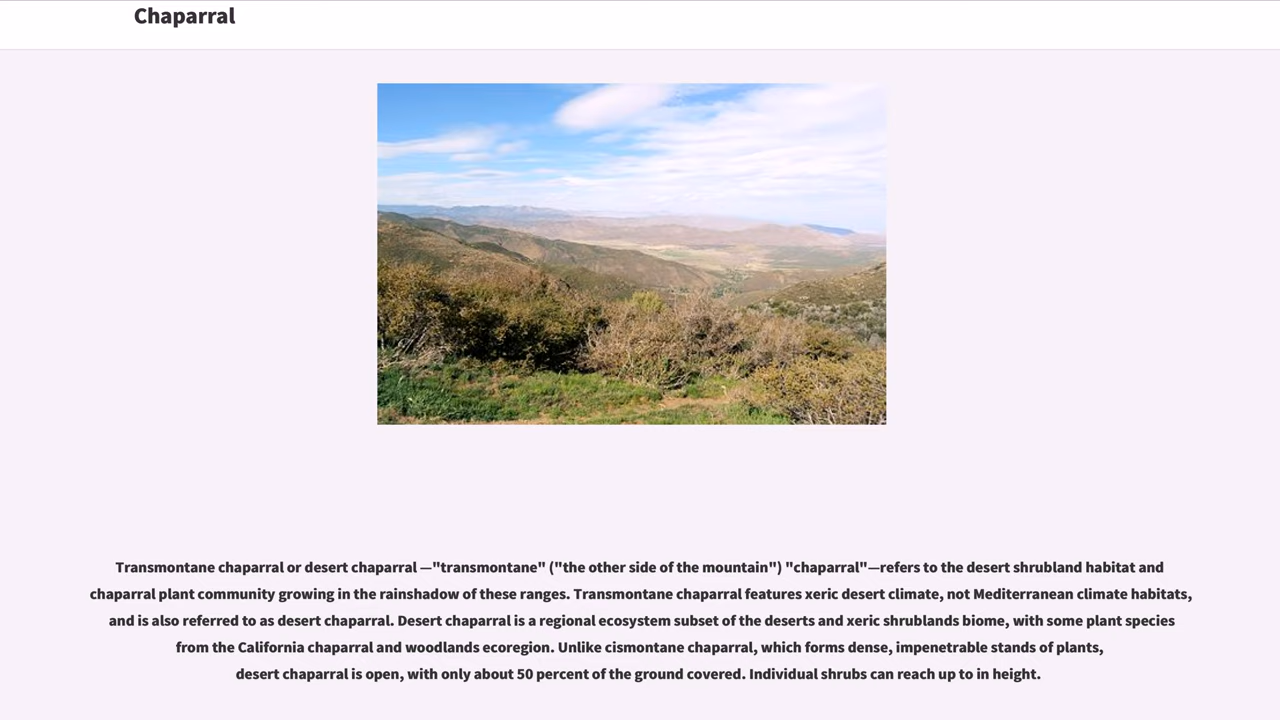 Chaparral
Transmontane chaparral or desert chaparral —"transmontane" ("the other side of the mountain") "chaparral"—refers to the desert shrubland habitat and
chaparral plant community growing in the rainshadow of these ranges. Transmontane chaparral features xeric desert climate, not Mediterranean climate habitats,
and is also referred to as desert chaparral. Desert chaparral is a regional ecosystem subset of the deserts and xeric shrublands biome, with some plant species
from the California chaparral and woodlands ecoregion. Unlike cismontane chaparral, which forms dense, impenetrable stands of plants,
desert chaparral is open, with only about 50 percent of the ground covered. Individual shrubs can reach up to in height.